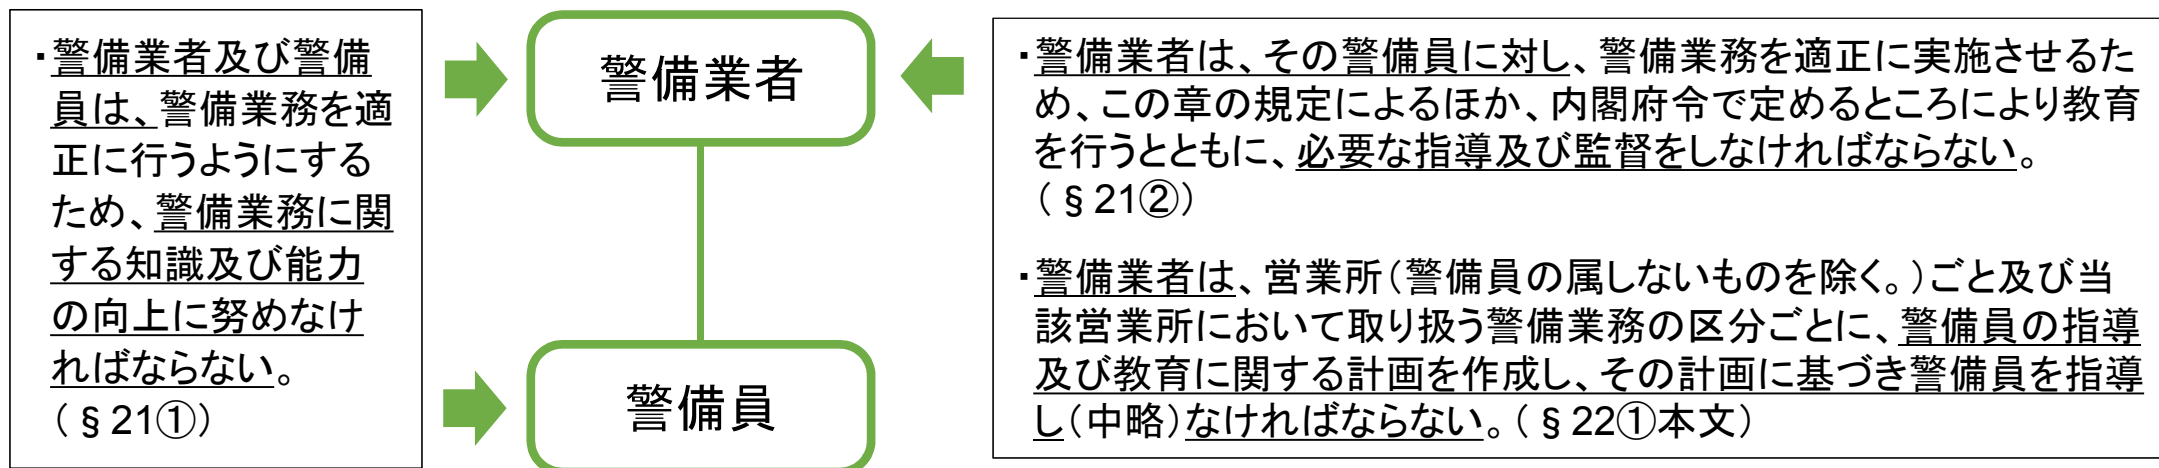 ・警備業者及び警備
員は、警備業務を適
正に行うようにする
ため、警備業務に関
する知識及び能力
の向上に努めなけ
ればならない。
(§21①)
警備業者
警備員
・警備業者は、その警備員に対し、警備業務を適正に実施させるた
め、この章の規定によるほか、内閣府令で定めるところにより教育
を行うとともに、必要な指導及び監督をしなければならない。
(§21②)
・警備業者は、営業所(警備員の属しないものを除く。)ごと及び当
該営業所において取り扱う警備業務の区分ごとに、警備員の指導
及び教育に関する計画を作成し、その計画に基づき警備員を指導
し(中略)なければならない。(§22①本文)